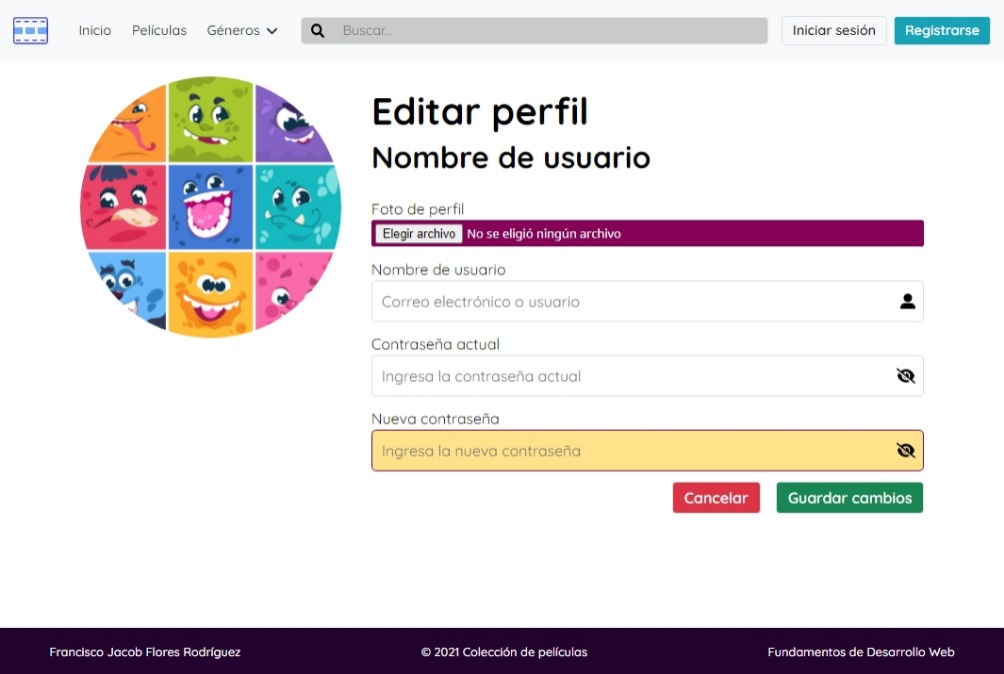 Inicio Películas Géneros Buscar... Iniciar sesión Registrarse
Editar perfil
Nombre de usuario
Foto de perfil
Elegir archivo No se eligió ningún archivo
Nombre de usuario
Correo electrónico o usuario
Contraseña actual
Ingresa la contraseña actual
Nueva contraseña
Ingresa la nueva contraseña
Cancelar Guardar cambios
Francisco Jacob Flores Rodríguez © 2021 Colección de películas Fundamentos de Desarrollo Web